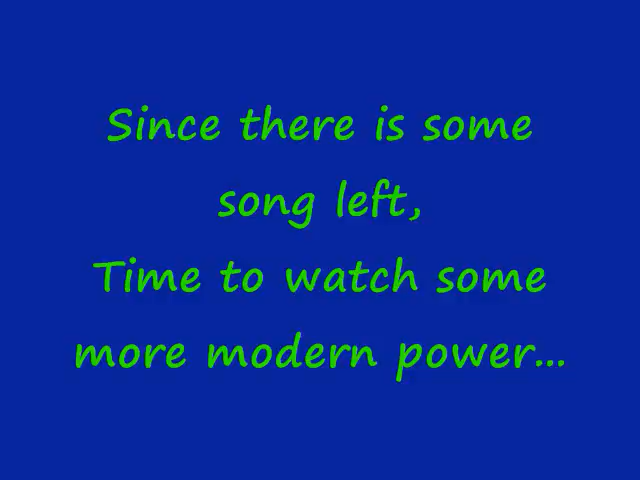 Since there is some
song left,
Time to watch some
more modern power...